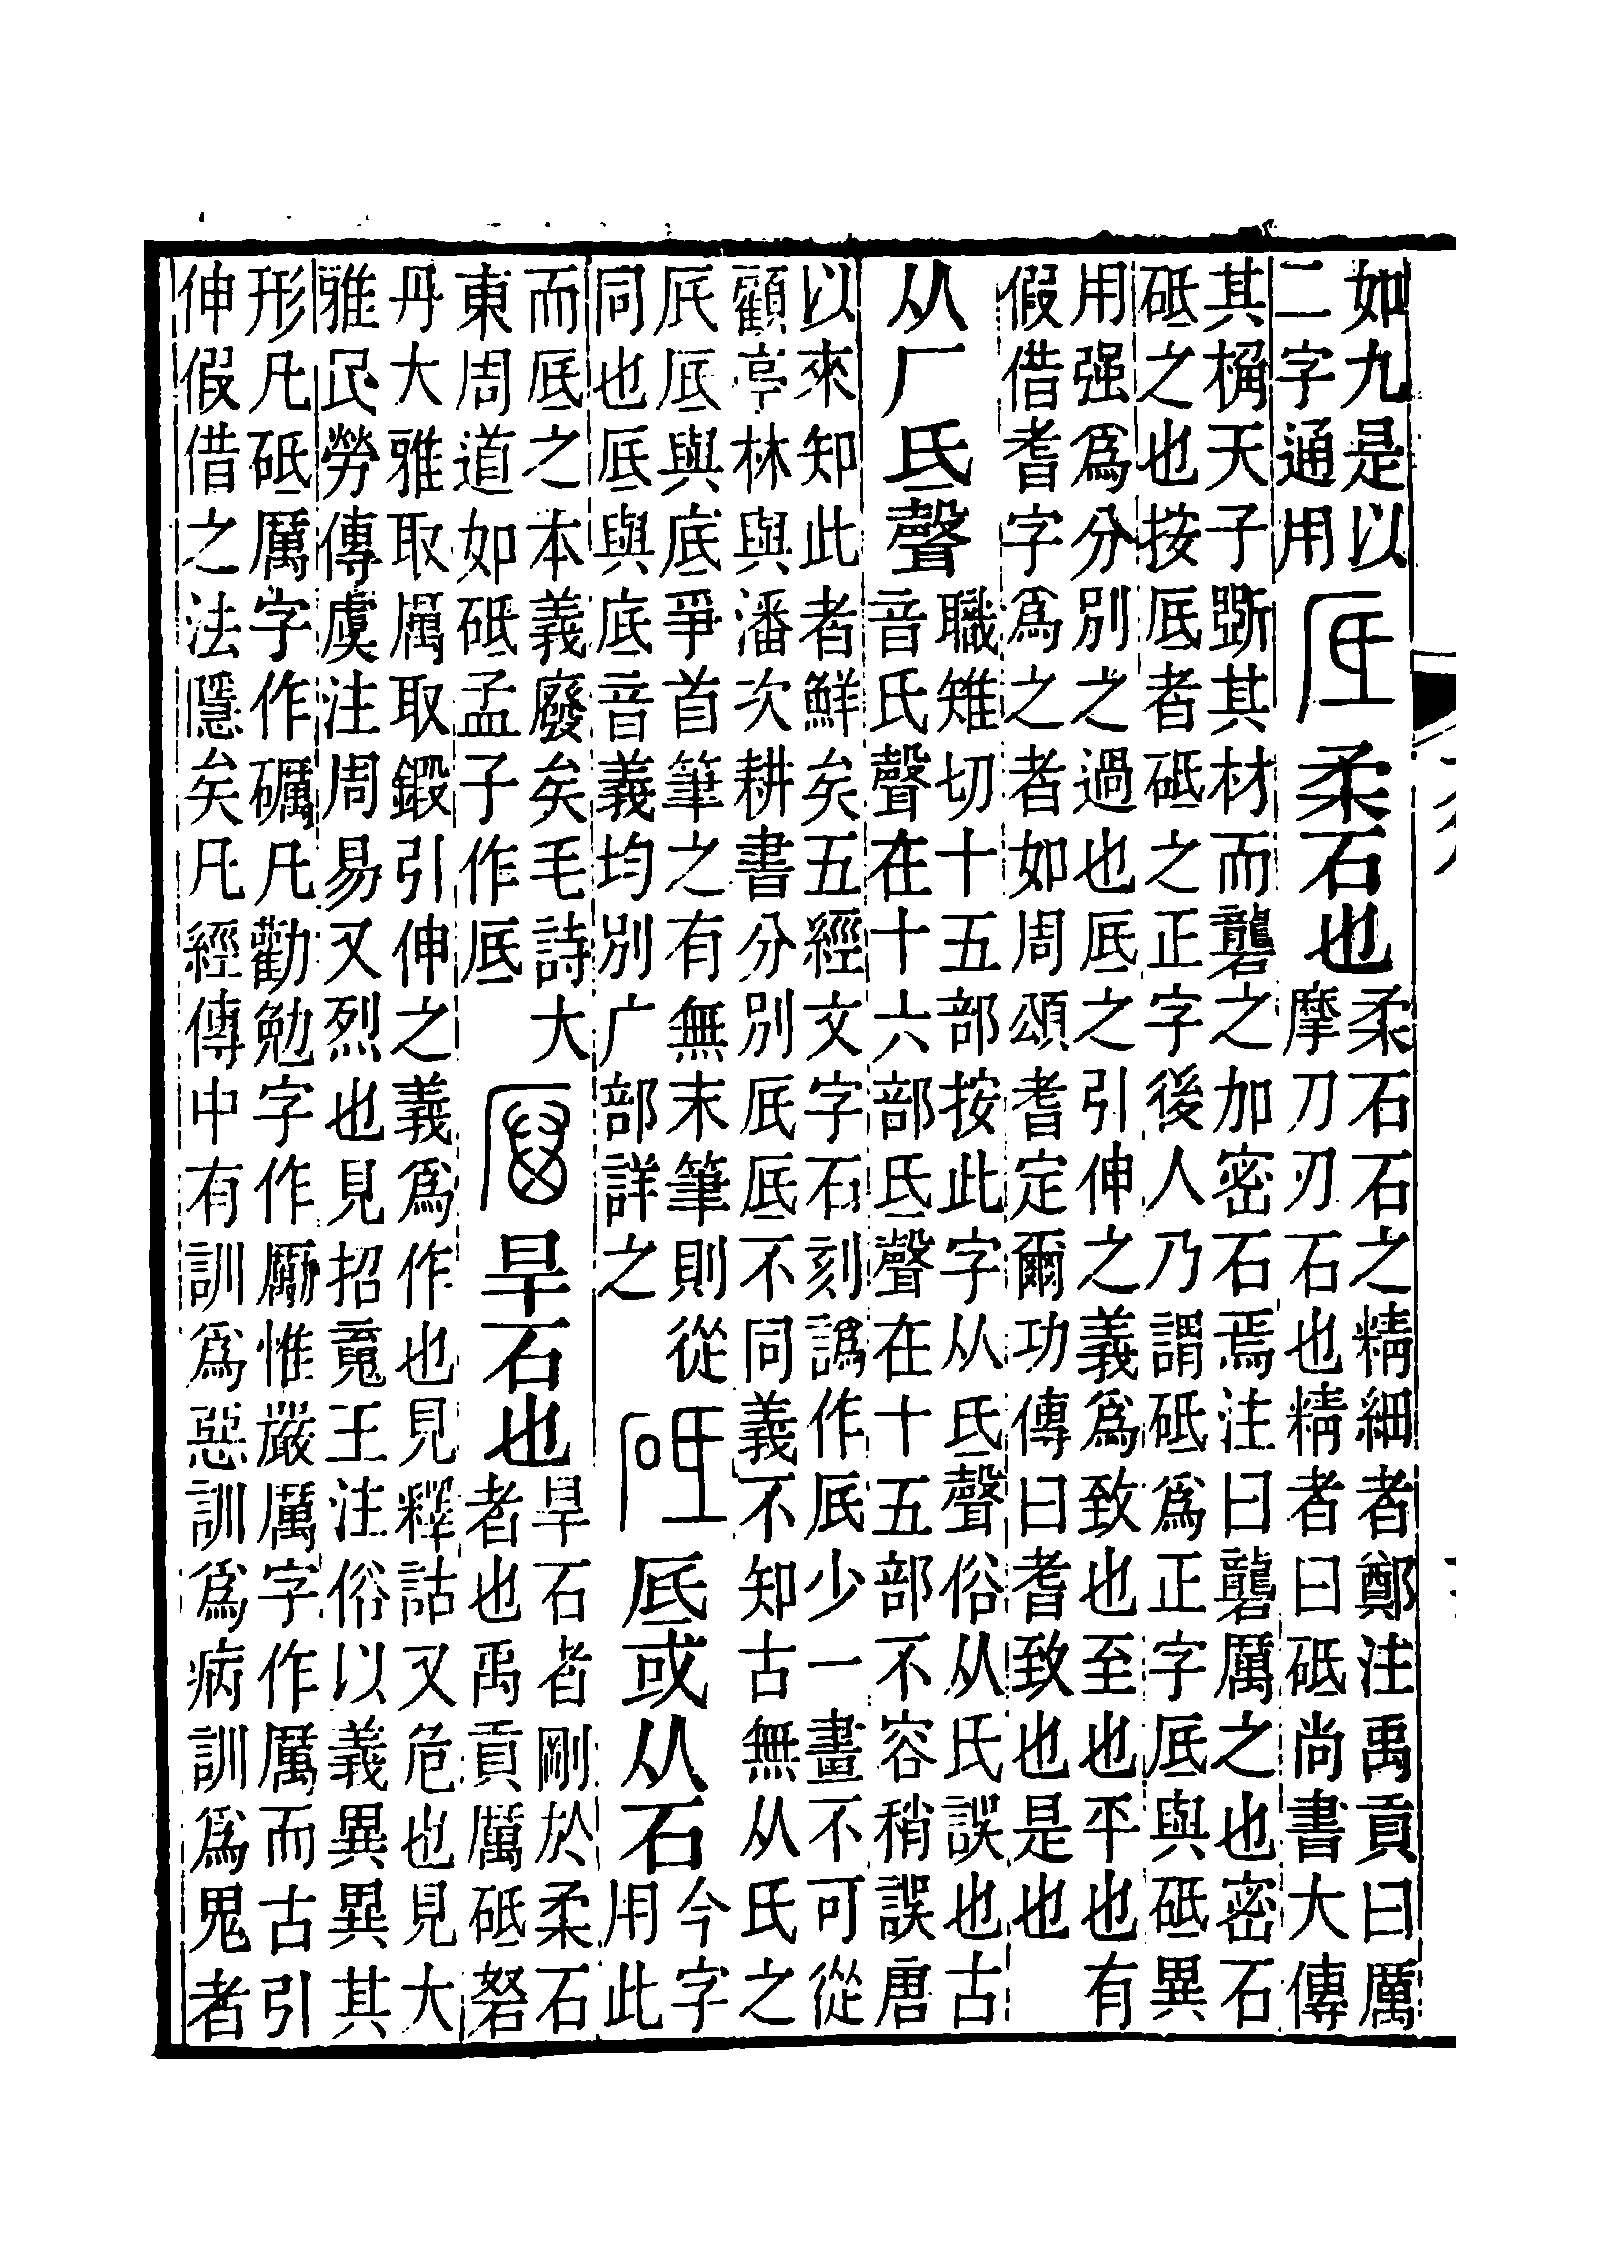 如九是以
二字通用
厎
柔石也
柔石石之精細者鄭注禹貢曰厲
摩刀刃石也精者曰砥尚書大傳
其桷天子斲其材而礱之加密石焉注曰礱厲之也密石
砥之也按厎者砥之正字後人乃謂砥爲正字厎與砥異
用强爲分別之過也厎之引伸之義爲致也至也平也有
假借耆字爲之者如周頌耆定爾功傳曰耆致也是也
从厂氐聲
職雉切十五部按此字从氐聲俗从氏誤也古
音氏聲在十六部氐聲在十五部不容稍誤唐
以來知此者鮮矣五經文字石刻譌作𠨿少一畫不可從
顧亭林與潘次耕書分別𠨿厎不同義不知古無从氏之
𠨿厎與底爭首筆之有無末筆則從
同也厎與底音義均別广部詳之
砥
厎或从石
今字
用此
而厎之本義廢矣毛詩大
東周道如砥孟子作厎
厲
旱石也
旱石者剛於柔石
者也禹貢厲砥砮
丹大雅取厲取鍛引伸之義爲作也見釋詁又危也見大
雅民勞傳虞注周易又烈也見招䰟王注俗以義異異其
形凡砥厲字作礪凡勸勉字作勵惟嚴厲字作厲而古引
伸假借之法隱矣凡經傳中有訓爲惡訓爲病訓爲鬼者